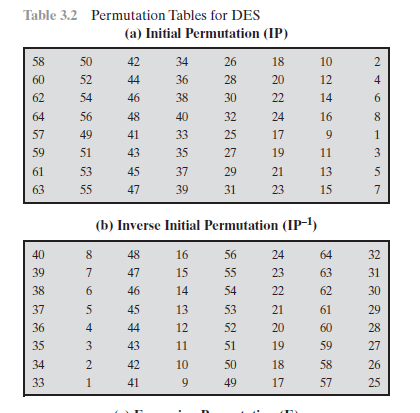 Table 3.2 Permutation Tables for DES
(a) Initial Permutation (IP)
58 50 42 34 26 18 10 2
60 52 44 36 28 20 12 4
62 54 46 38 30 22 14 6
64 56 48 40 32 24 16 8
57 49 41 33 25 17 9 1
59 51 43 35 27 19 11 3
61 53 45 37 29 21 13 5
63 55 47 39 31 23 15 7
(b) Inverse Initial Permutation (IP–1)
40 8 48 16 56 24 64 32
39 7 47 15 55 23 63 31
38 6 46 14 54 22 62 30
37 5 45 13 53 21 61 29
36 4 44 12 52 20 60 28
35 3 43 11 51 19 59 27
34 2 42 10 50 18 58 26
33 1 41 9 49 17 57 25